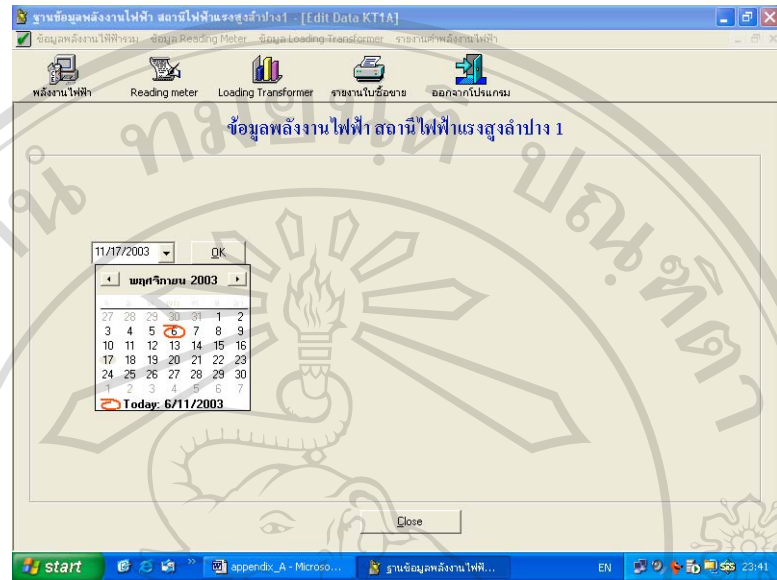 ฐานข้อมูลพลังงานไฟฟ้า สถานีไฟฟ้าแรงสูงลำปาง1 - [Edit Data KT1A]
ข้อมูลพลังงานไฟฟ้ารวม ข้อมูล Reading Meter ข้อมูล Loading Transformer รายงานค่าพลังงานไฟฟ้า
พลังงานไฟฟ้า Reading meter Loading Transformer รายงานใบซื้อขาย ออกจากโปรแกรม
ข้อมูลพลังงานไฟฟ้า สถานีไฟฟ้าแรงสูงลำปาง 1
11/17/2003 OK
พฤศจิกายน 2003
27 28 29 30 31 1 2
3 4 5 6 7 8 9
10 11 12 13 14 15 16
17 18 19 20 21 22 23
24 25 26 27 28 29 30
1 2 3 4 5 6 7
Today: 6/11/2003
Close
start appendix_A - Microso... ฐานข้อมูลพลังงานไฟฟ้... EN 23:41